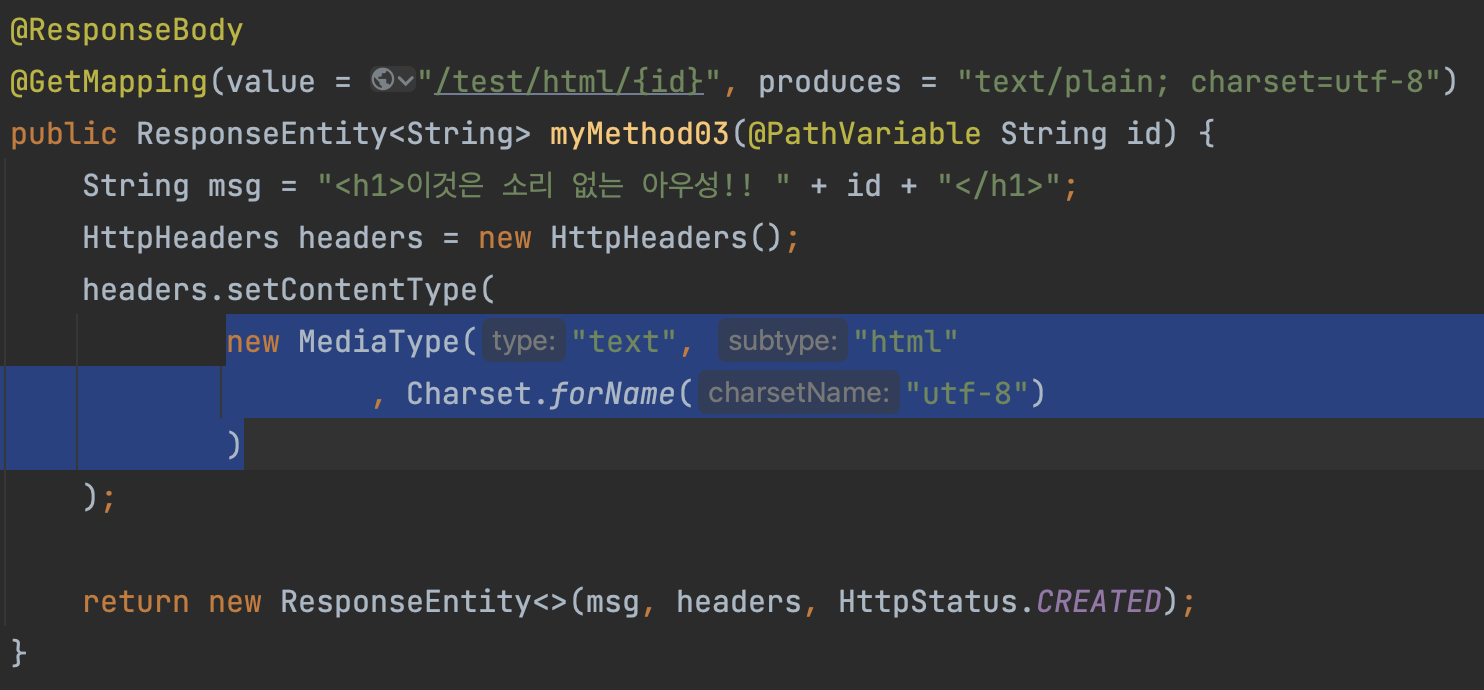 @ResponseBody
@GetMapping(value = "/test/html/{id}", produces = "text/plain; charset=utf-8")
public ResponseEntity<String> myMethod03(@PathVariable String id) {
String msg = "<h1>이것은 소리 없는 아우성!! " + id + "</h1>";
HttpHeaders headers = new HttpHeaders();
headers.setContentType(
new MediaType( type: "text", subtype: "html"
, Charset.forName( charsetName: "utf-8")
)
);
return new ResponseEntity<>(msg, headers, HttpStatus.CREATED);
}